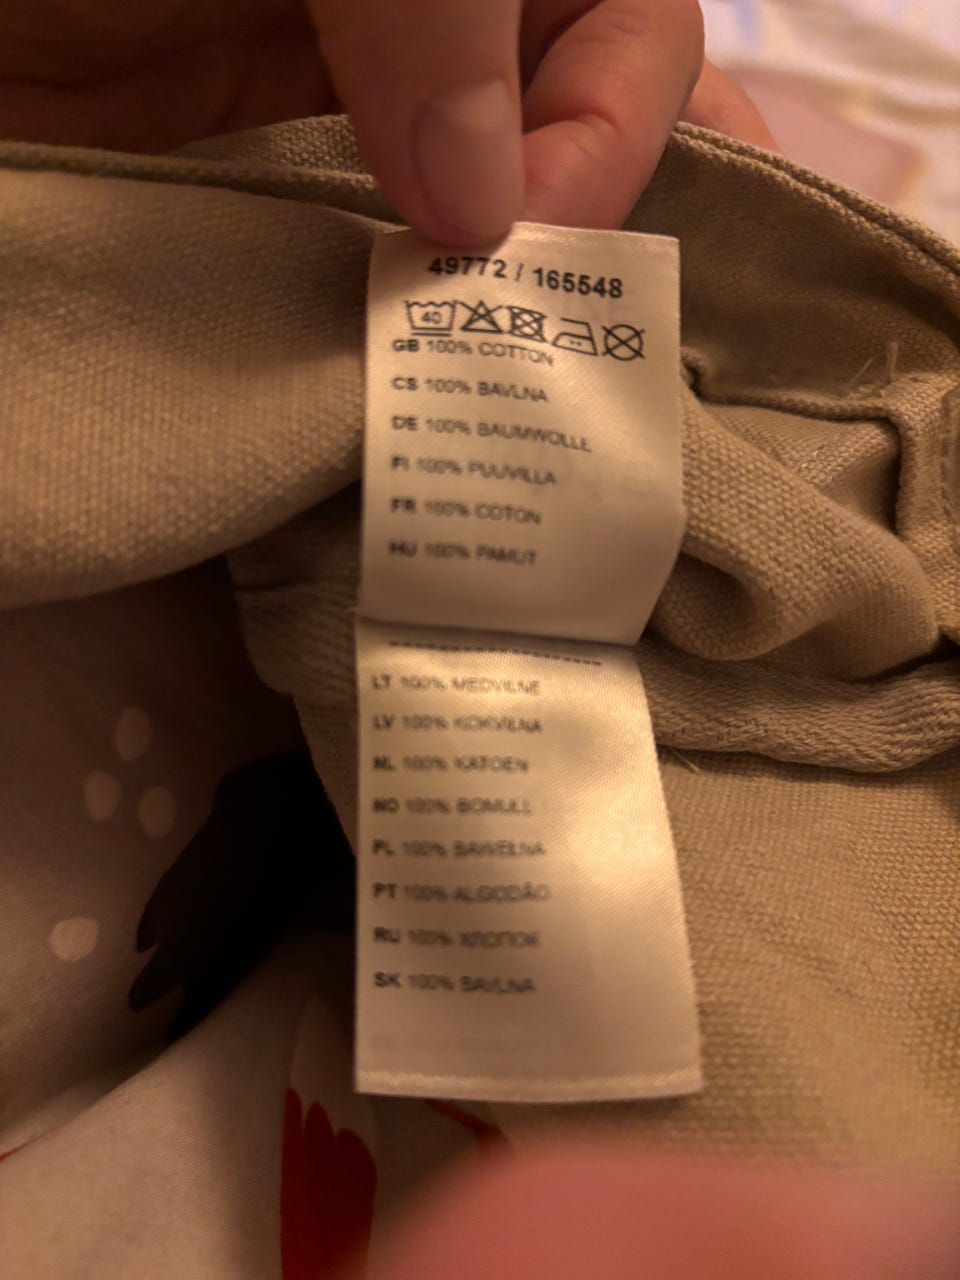 49772 / 165548
40
GB 100% COTTON
CS 100% BAVLNA
DE 100% BAUMWOLLE
FI 100% PUUVILLA
FR 100% COTON
HU 100% PAMUT
--------------------
LT 100% MEDVILNE
LV 100% KOKVILNA
NL 100% KATOEN
NO 100% BOMULL
PL 100% BAWEŁNA
PT 100% ALGODÃO
RU 100% ХЛОПОК
SK 100% BAVLNA